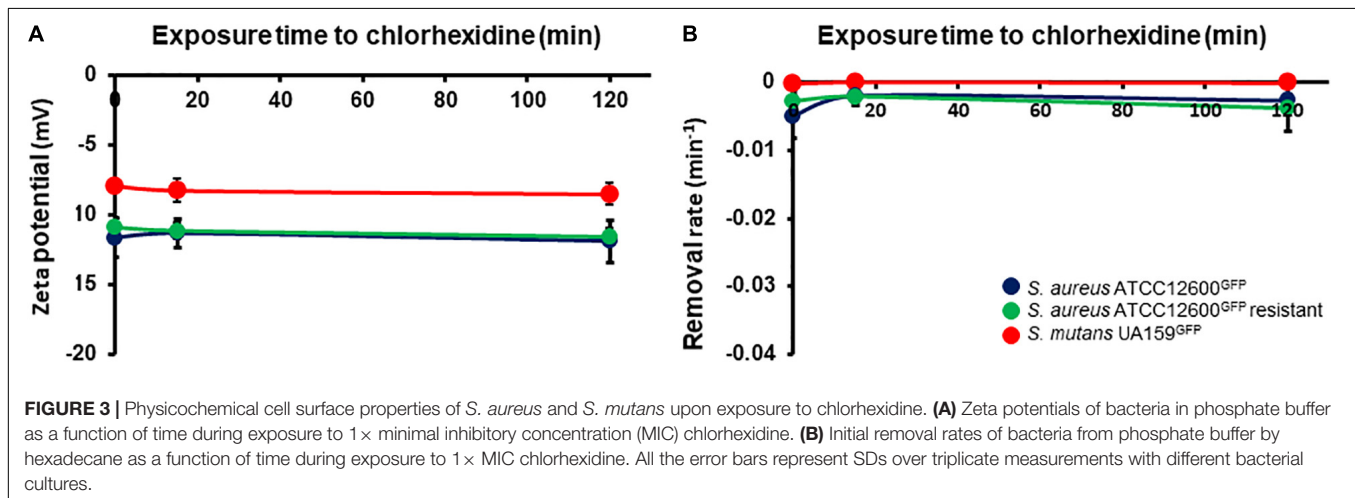 A
Exposure time to chlorhexidine (min)
0
0
20
40
60
80
100
120
-5
10
15
-20
Zeta potential (mV)
B
Exposure time to chlorhexidine (min)
0
0
20
40
60
80
100
120
-0.01
-0.02
-0.03
-0.04
Removal rate (min-1)
S. aureus ATCC12600GFP
S. aureus ATCC12600GFP resistant
S. mutans UA159GFP
FIGURE 3 | Physicochemical cell surface properties of S. aureus and S. mutans upon exposure to chlorhexidine. (A) Zeta potentials of bacteria in phosphate buffer
as a function of time during exposure to 1× minimal inhibitory concentration (MIC) chlorhexidine. (B) Initial removal rates of bacteria from phosphate buffer by
hexadecane as a function of time during exposure to 1× MIC chlorhexidine. All the error bars represent SDs over triplicate measurements with different bacterial
cultures.